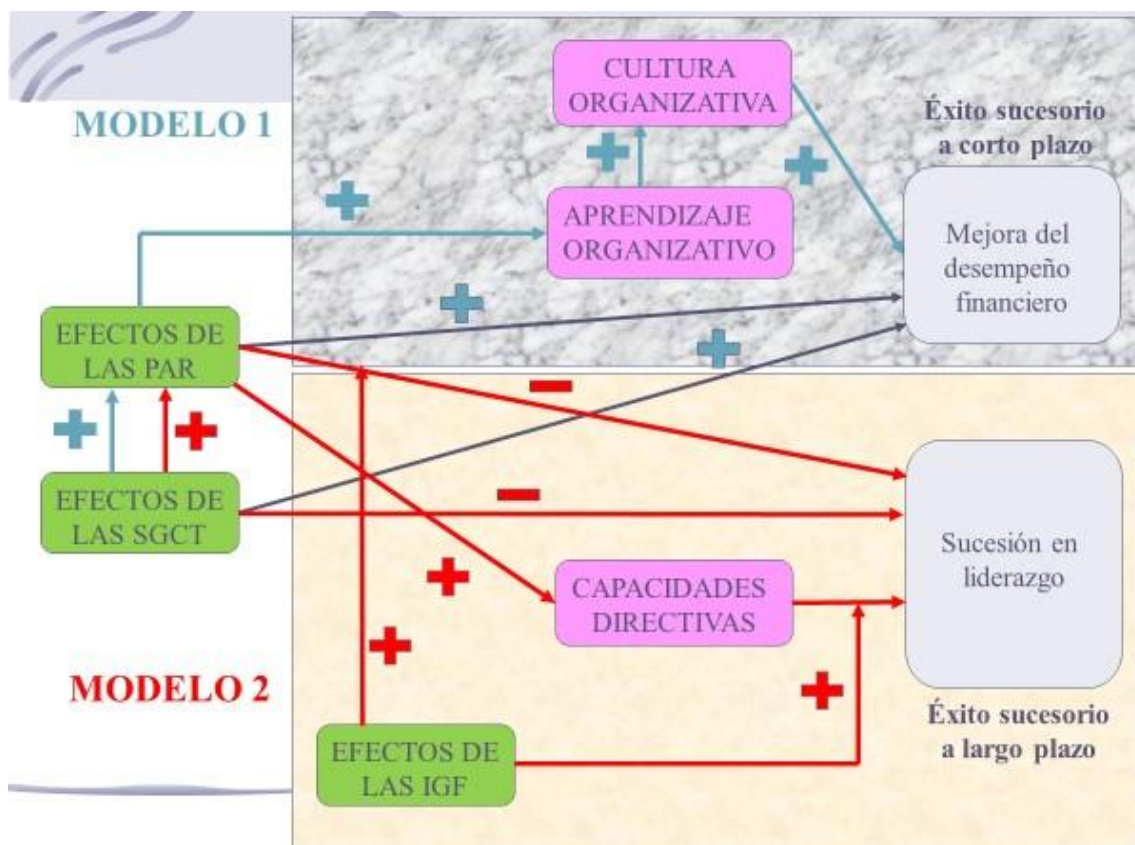 MODELO 1
CULTURA
ORGANIZATIVA
Éxito sucesorio
a corto plazo
APRENDIZAJE
ORGANIZATIVO
Mejora del
desempeño
financiero
EFECTOS DE
LAS PAR
EFECTOS DE
LAS SGCT
Sucesión en
liderazgo
CAPACIDADES
DIRECTIVAS
MODELO 2
EFECTOS DE
LAS IGF
Éxito sucesorio
a largo plazo